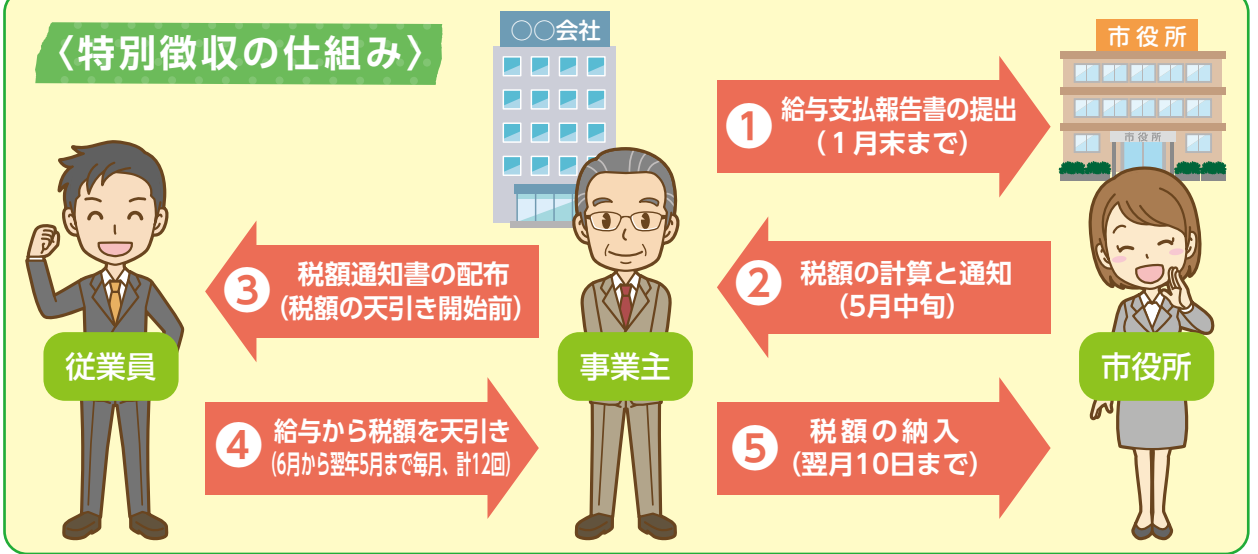 〈特別徴収の仕組み〉
○○会社
市役所
市役所
❶ 給与支払報告書の提出
(1月末まで)
❷ 税額の計算と通知
(5月中旬)
❸ 税額通知書の配布
(税額の天引き開始前)
従業員
事業主
市役所
❹ 給与から税額を天引き
(6月から翌年5月まで毎月、計12回)
❺ 税額の納入
(翌月10日まで)